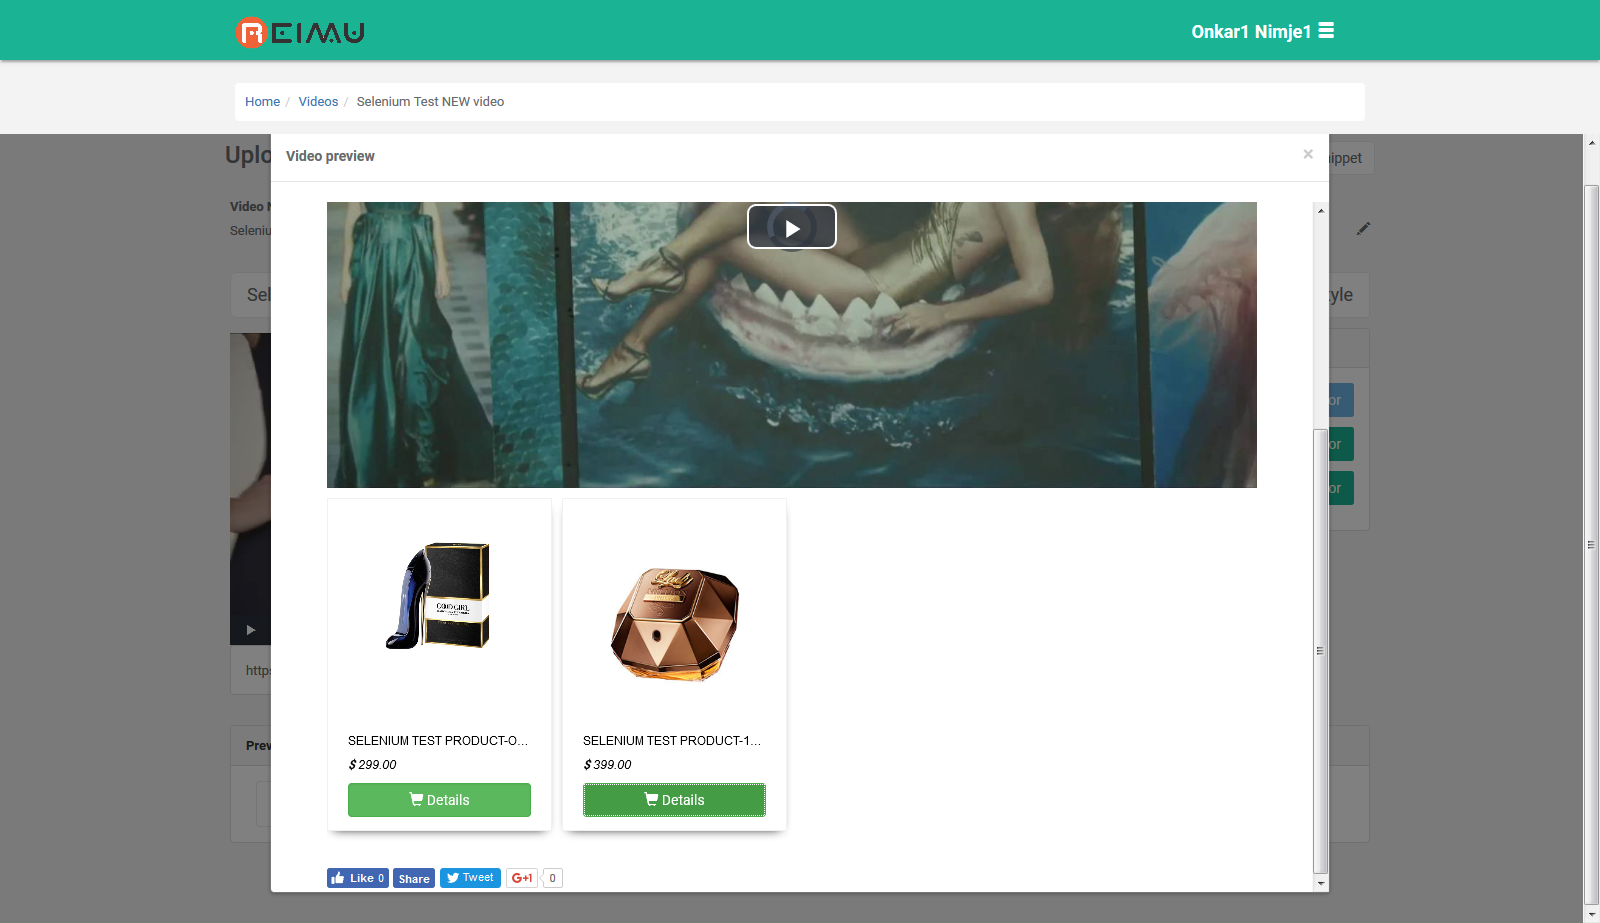 REIMU
Onkar1 Nimje1
Home / Videos / Selenium Test NEW video
Uplo
Video preview
×
ippet
Video N
Seleniu
Sel
yle
or
or
or
GOOD GIRL
Lady
https
SELENIUM TEST PRODUCT-O...
SELENIUM TEST PRODUCT-1...
Prev
$ 299.00
$ 399.00
Details
Details
Like 0
Share
Tweet
G+1
0